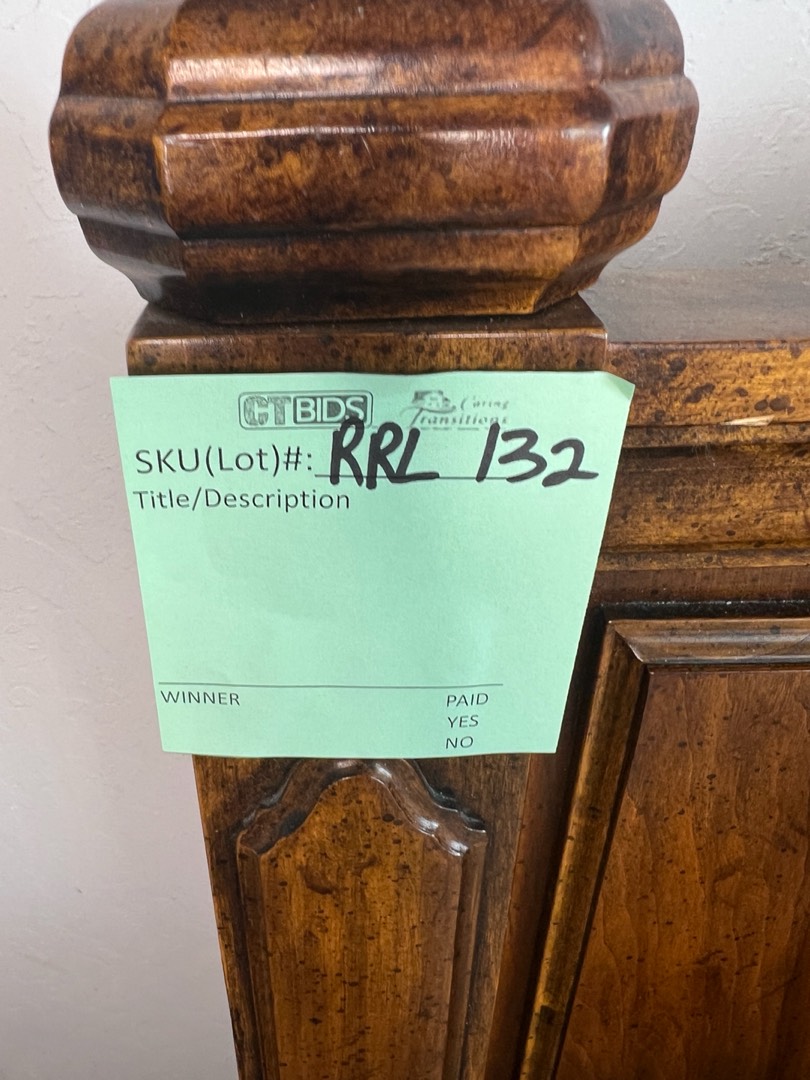 CTBIDS Caring Transitions
SKU(Lot)#: RRL 132
Title/Description
WINNER PAID
YES
NO